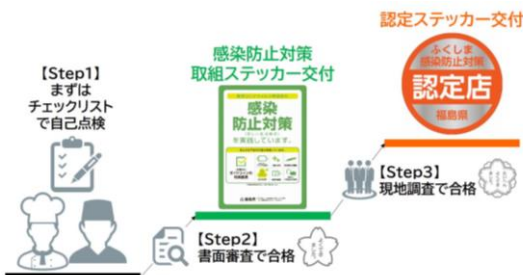 【Step1】
まずは
チェックリスト
で自己点検
感染防止対策
取組ステッカー交付
感染
防止対策
を実践しています。
【Step2】
書面審査で合格
認定ステッカー交付
ふくしま
感染防止対策
認定店
福島県
【Step3】
現地調査で合格